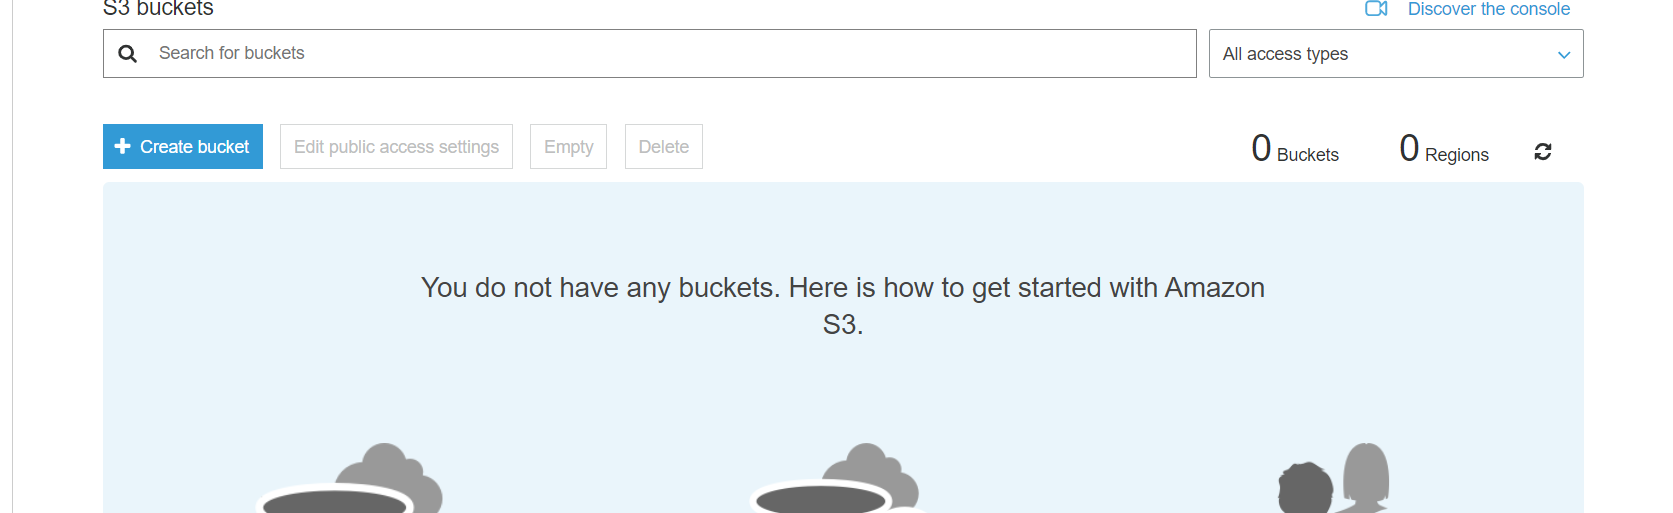 S3 buckets
Discover the console
Search for buckets
All access types
Create bucket
Edit public access settings
Empty
Delete
0 Buckets
0 Regions
You do not have any buckets. Here is how to get started with Amazon
S3.